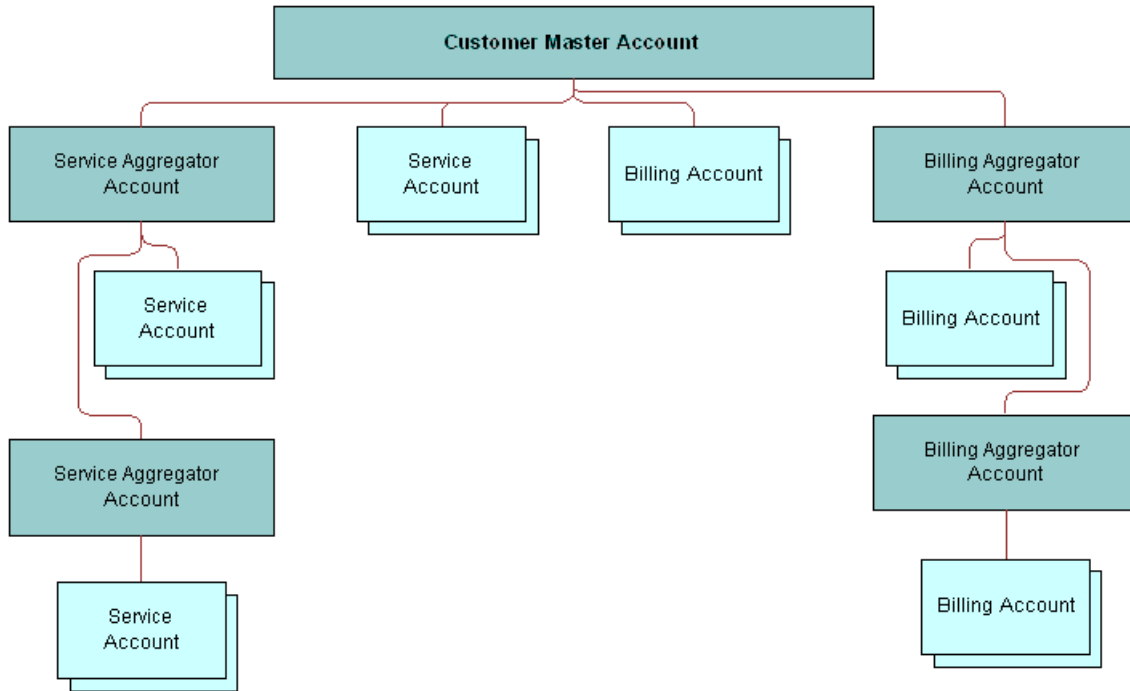 Customer Master Account
Service Aggregator
Account
Service
Account
Billing Account
Billing Aggregator
Account
Service
Account
Billing Account
Service Aggregator
Account
Billing Aggregator
Account
Service
Account
Billing Account